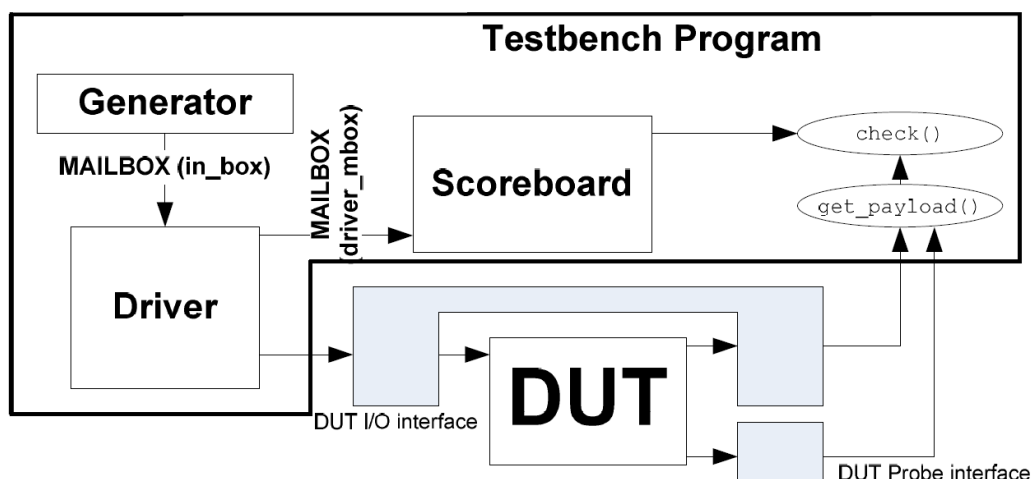 Testbench Program
Generator
MAILBOX (in_box)
MAILBOX
(driver_mbox)
Scoreboard
check()
get_payload()
Driver
DUT
DUT I/O interface
DUT Probe interface